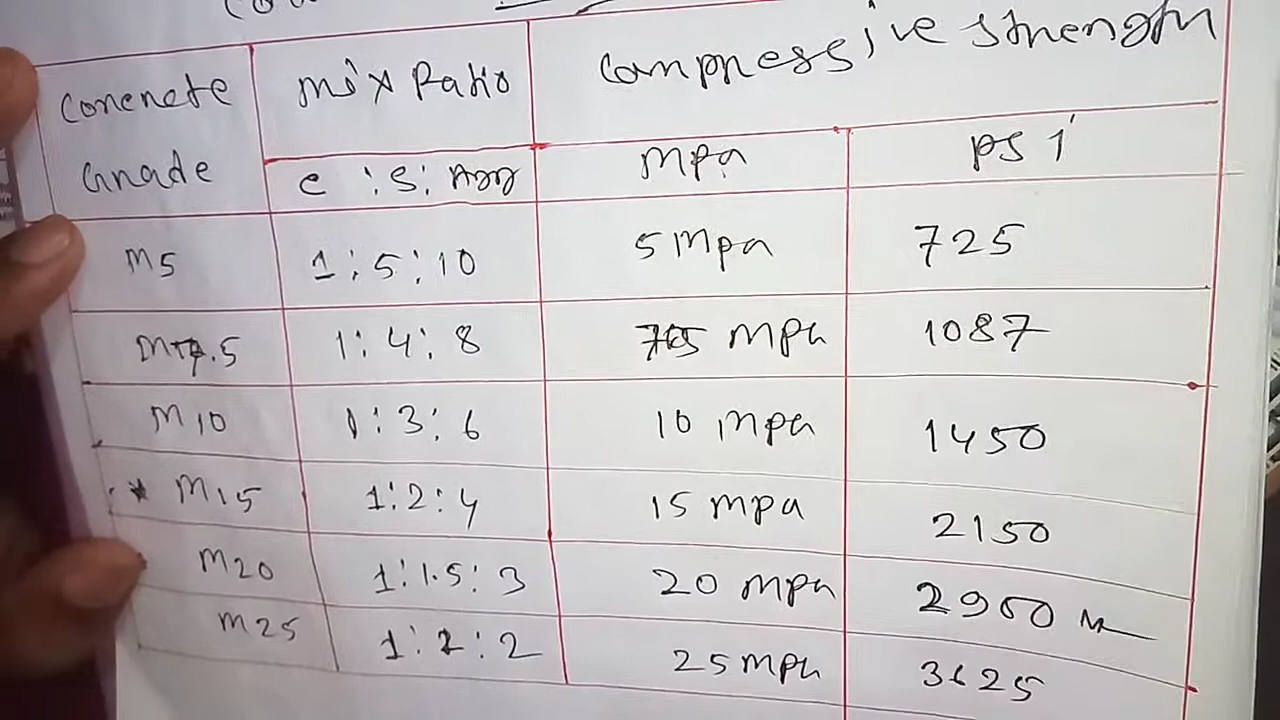 Concrete Grade | Mix Ratio | Compressive Strength
C : S : Agg | Mpa | PSI
M5 | 1:5:10 | 5 Mpa | 725
M7.5 | 1:4:8 | 7.5 Mpa | 1087
M10 | 1:3:6 | 10 Mpa | 1450
M15 | 1:2:4 | 15 Mpa | 2150
M20 | 1:1.5:3 | 20 Mpa | 2900
M25 | 1:1:2 | 25 Mpa | 3625